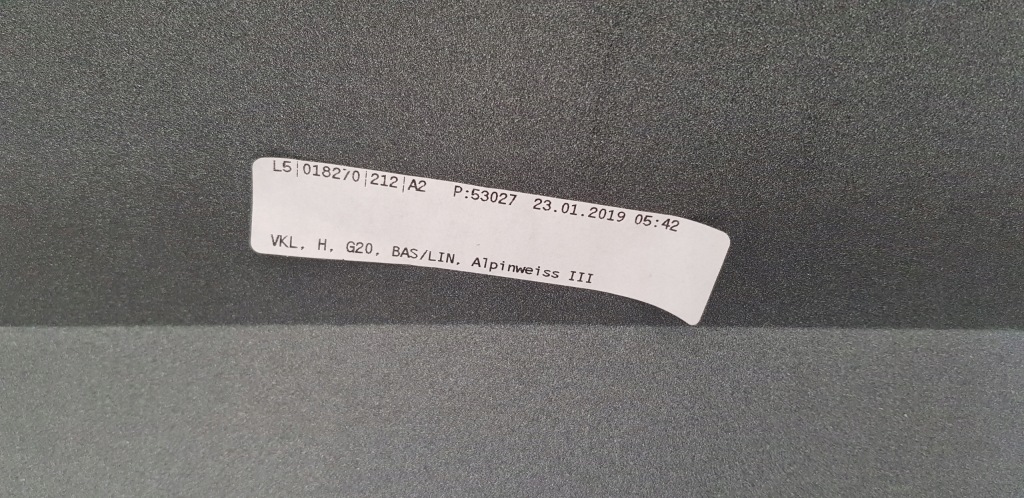 L5|018270|212|A2 P:53027 23.01.2019 05:42
VKL, H, G20, BAS/LIN, Alpinweiss III